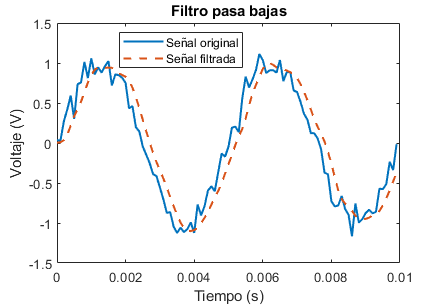 Filtro pasa bajas
Señal original
Señal filtrada
Voltaje (V)
1.5
1
0.5
0
-0.5
-1
-1.5
0
0.002
0.004
0.006
0.008
0.01
Tiempo (s)